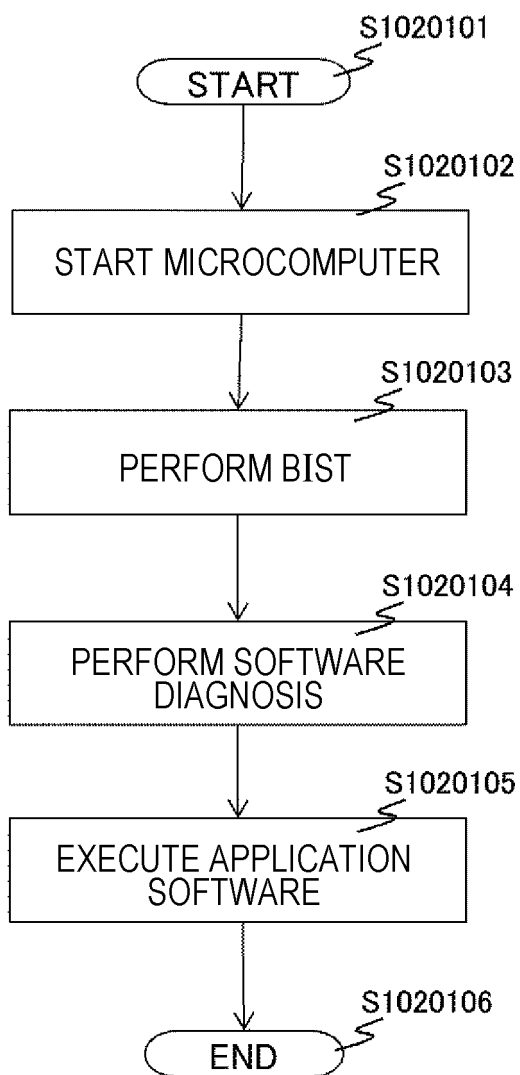 S1020101
START
S1020102
START MICROCOMPUTER
S1020103
PERFORM BIST
S1020104
PERFORM SOFTWARE
DIAGNOSIS
S1020105
EXECUTE APPLICATION
SOFTWARE
S1020106
END